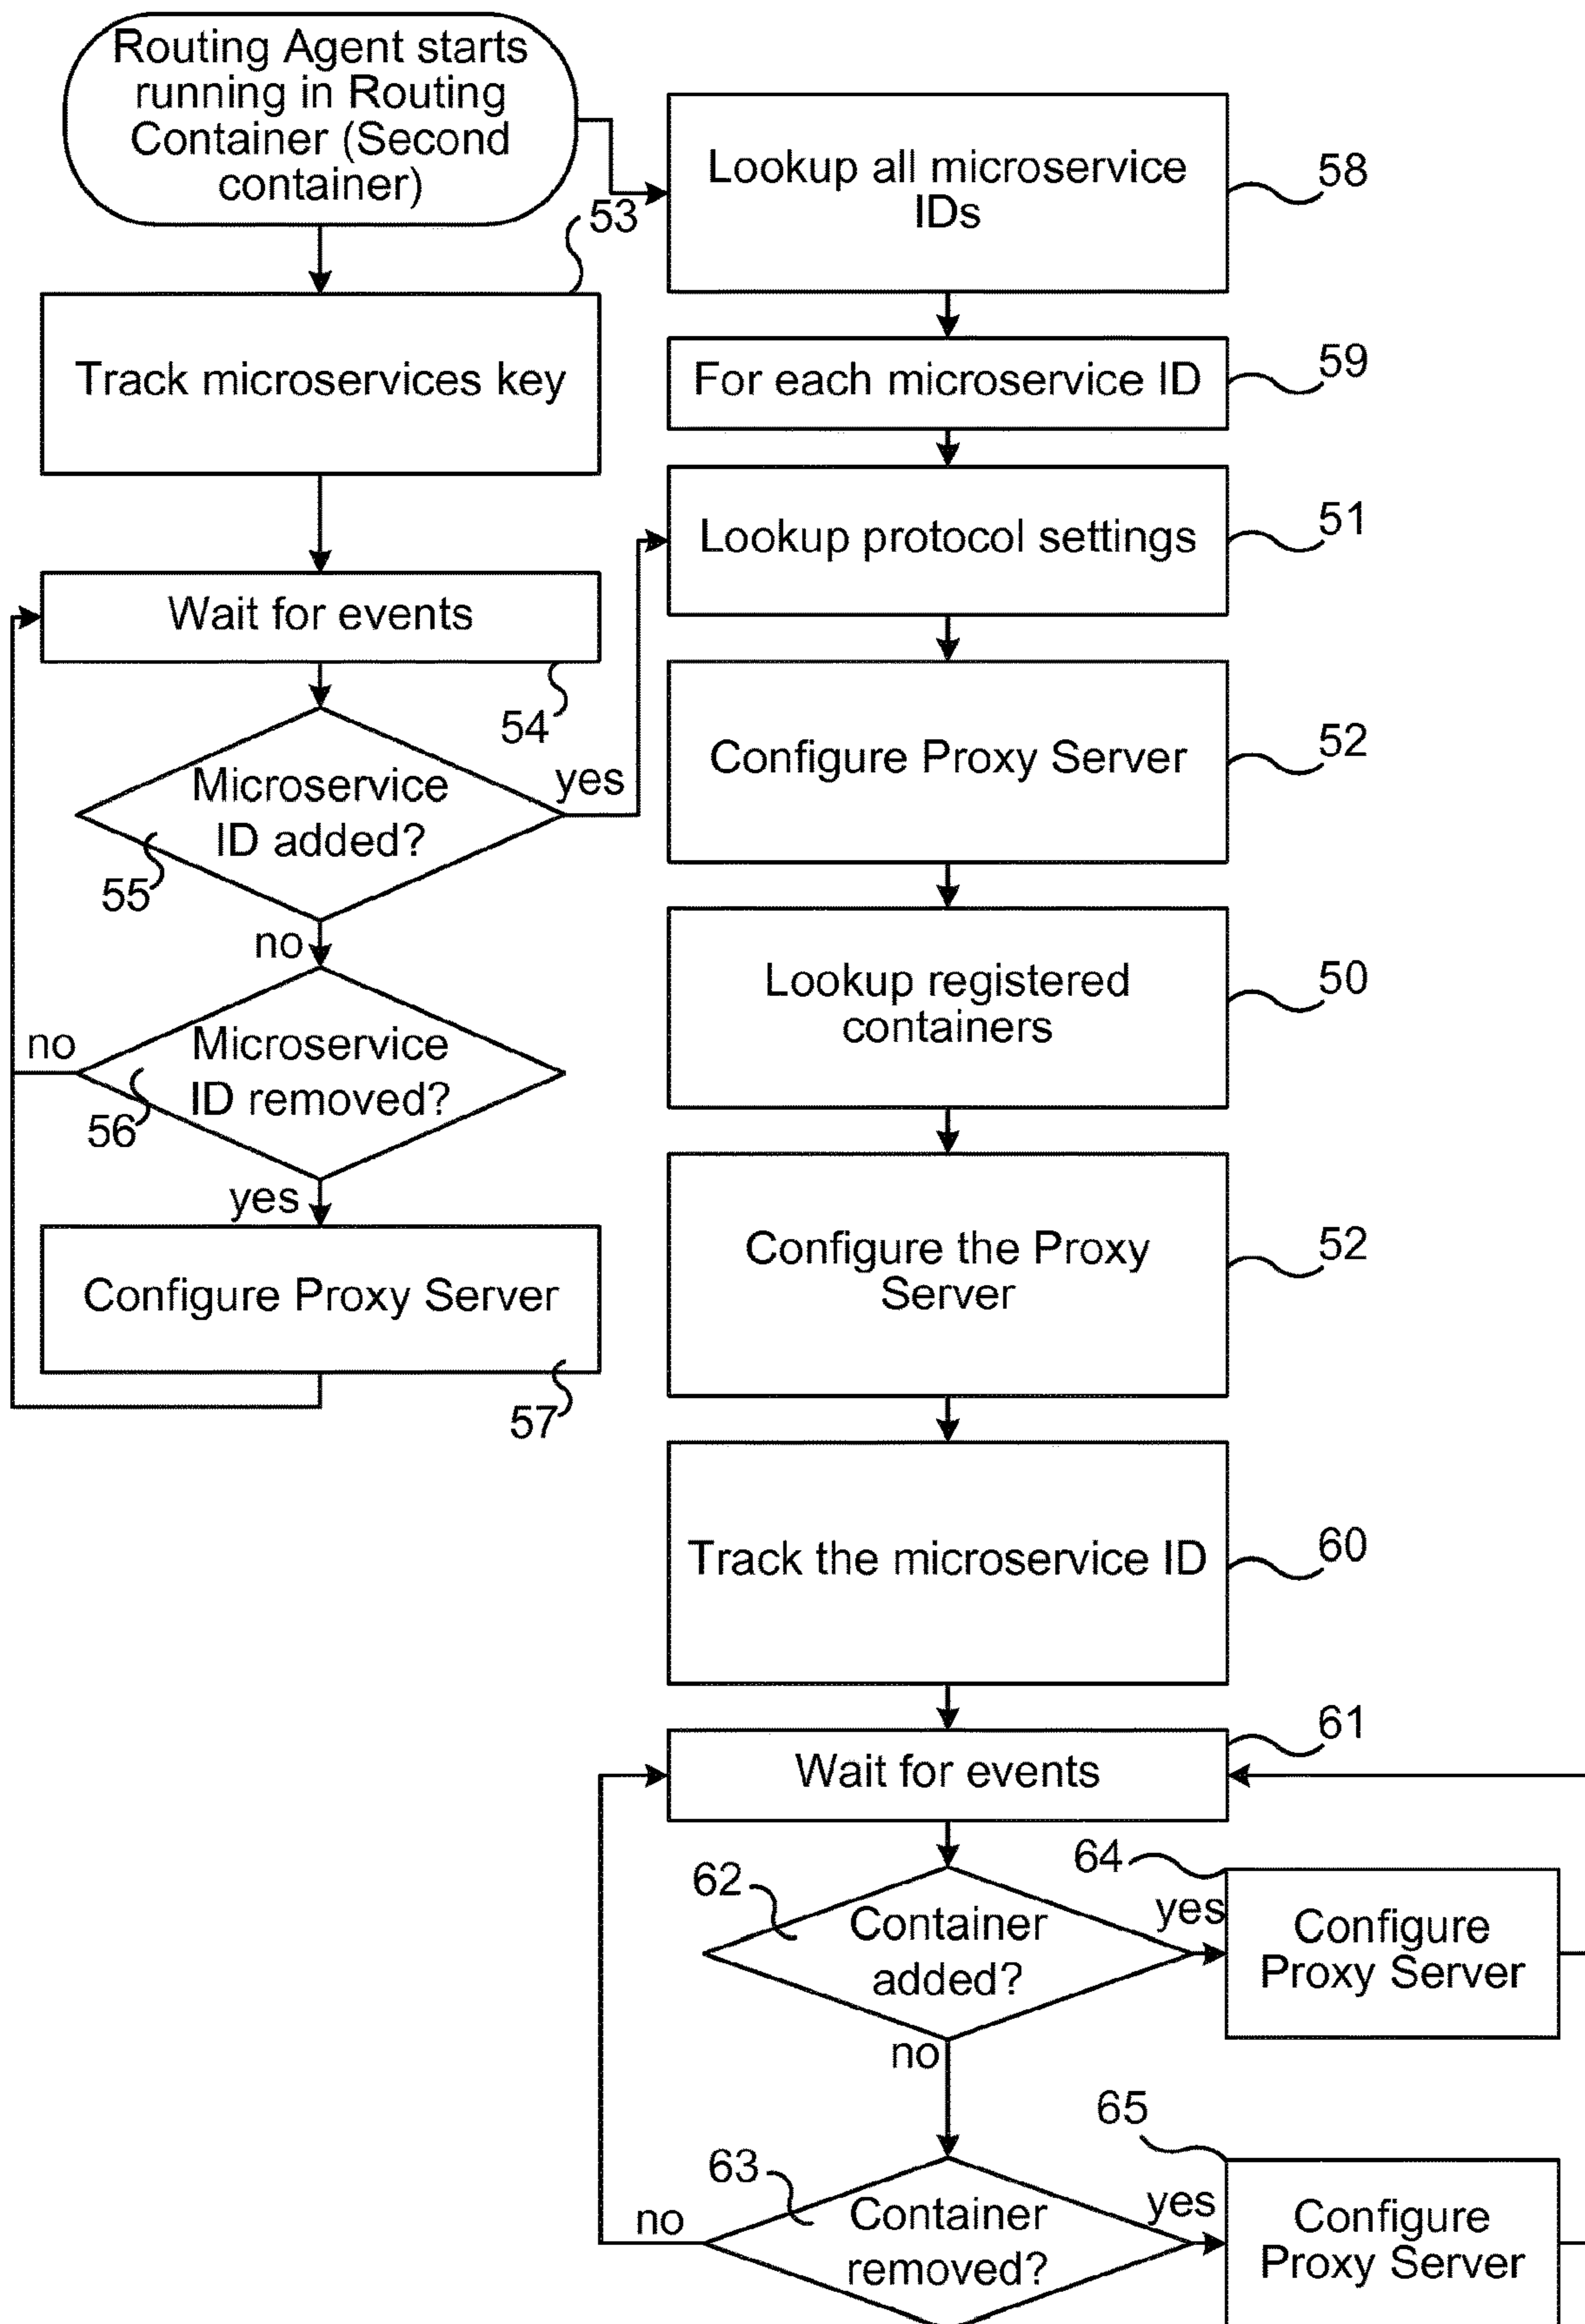 Routing Agent starts
running in Routing
Container (Second
container)
53
Track microservices key
Wait for events
54
Microservice
ID added?
yes
55
no
Microservice
ID removed?
no
56
yes
Configure Proxy Server
57
Lookup all microservice
IDs
58
For each microservice ID
59
Lookup protocol settings
51
Configure Proxy Server
52
Lookup registered
containers
50
Configure the Proxy
Server
52
Track the microservice ID
60
Wait for events
61
62
Container
added?
yes
64
Configure
Proxy Server
no
63
Container
removed?
no
yes
65
Configure
Proxy Server